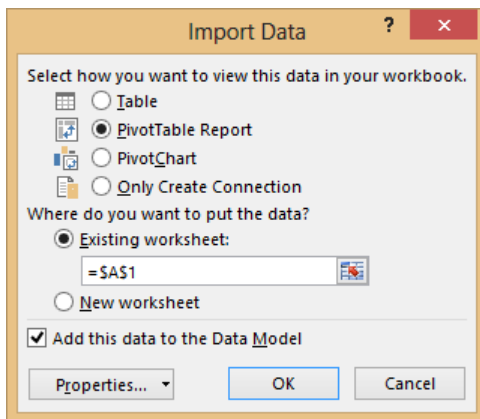 Import Data
?
×
Select how you want to view this data in your workbook.
Table
PivotTable Report
PivotChart
Only Create Connection
Where do you want to put the data?
Existing worksheet:
=$A$1
New worksheet
Add this data to the Data Model
Properties...
OK
Cancel